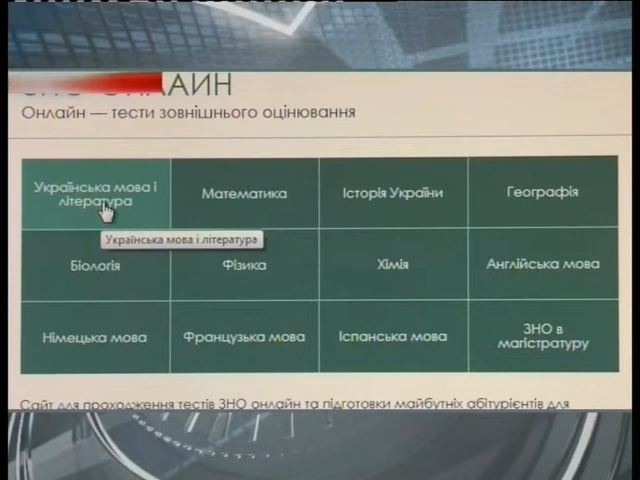 ЗНО ОНЛАЙН
Онлайн — тести зовнішнього оцінювання
Українська мова і
література
Математика
Історія України
Географія
Українська мова і література
Біологія
Фізика
Хімія
Англійська мова
Німецька мова
Французька мова
Іспанська мова
ЗНО в
магістратуру
Сайт для проходження тестів ЗНО онлайн та підготовки майбутніх абітурієнтів для